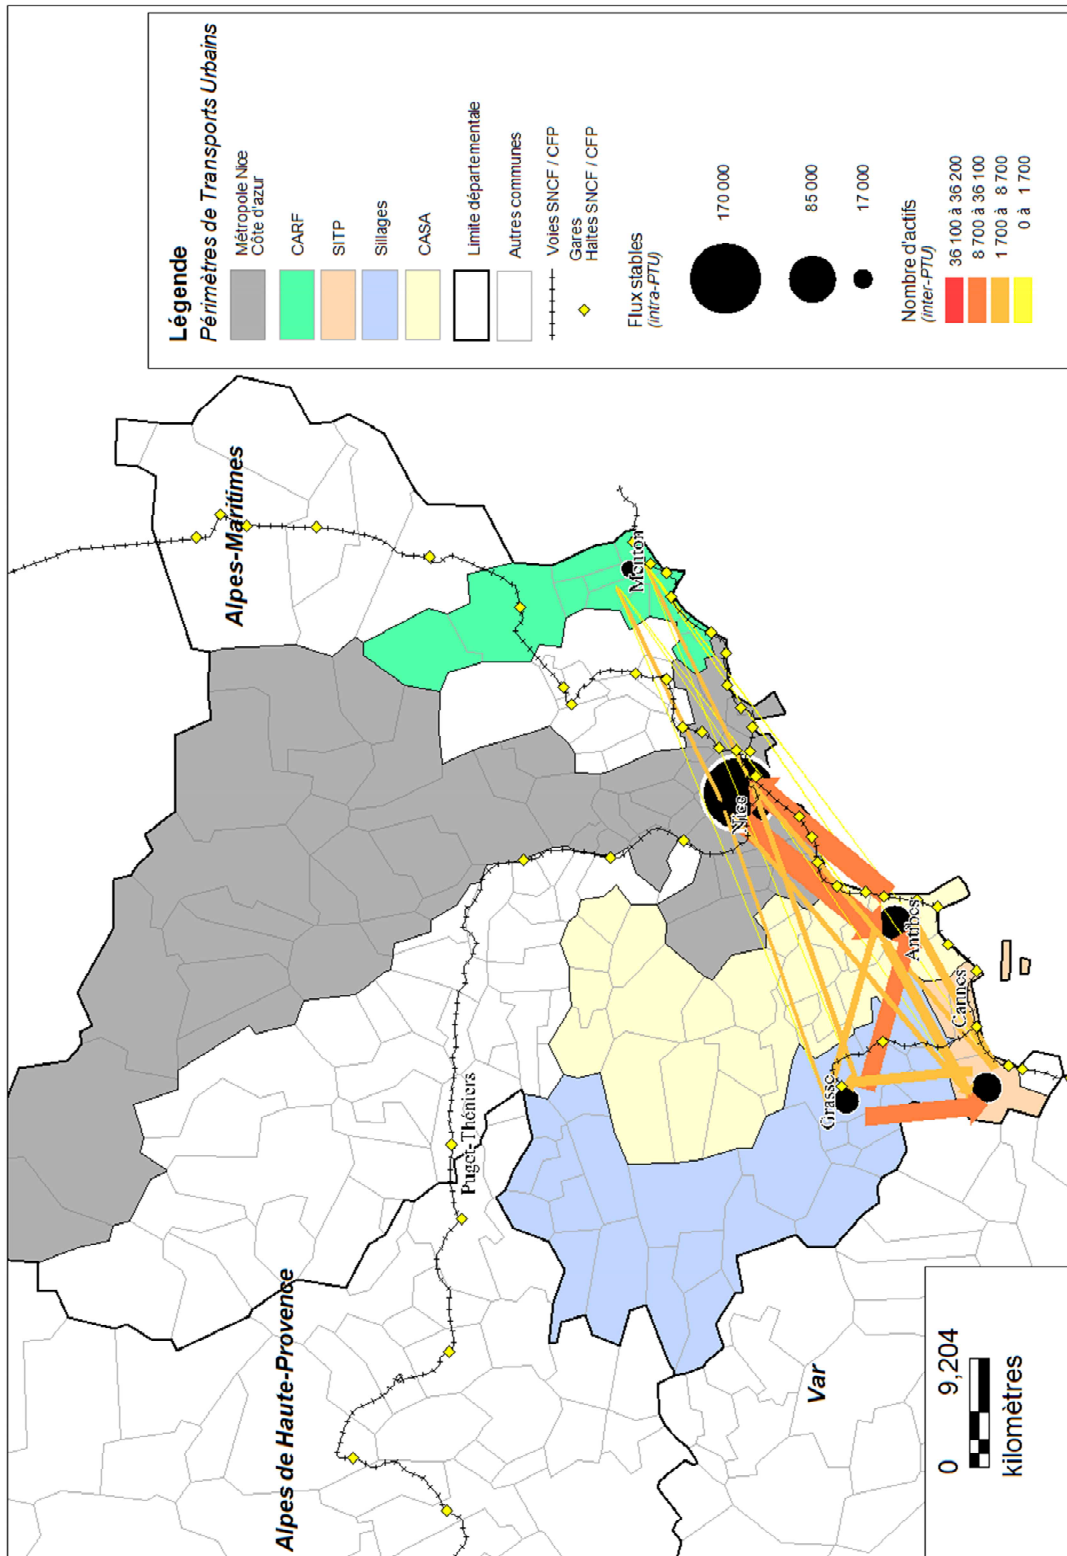 Légende
Périmètres de Transports Urbains
Métropole Nice
Côte d'azur
CARF
SITP
Sillages
CASA
Limite départementale
Autres communes
Voies SNCF / CFP
Gares
Haltes SNCF / CFP
Flux stables
(intra-PTU)
170 000
85 000
17 000
Nombre d'actifs
(inter-PTU)
36 100 à 36 200
8 700 à 36 100
1 700 à 8 700
0 à 1 700
Alpes-Maritimes
Menton
Nice
Antibes
Cannes
Grasse
Puget-Théniers
Alpes de Haute-Provence
Var
0 9,204
kilomètres